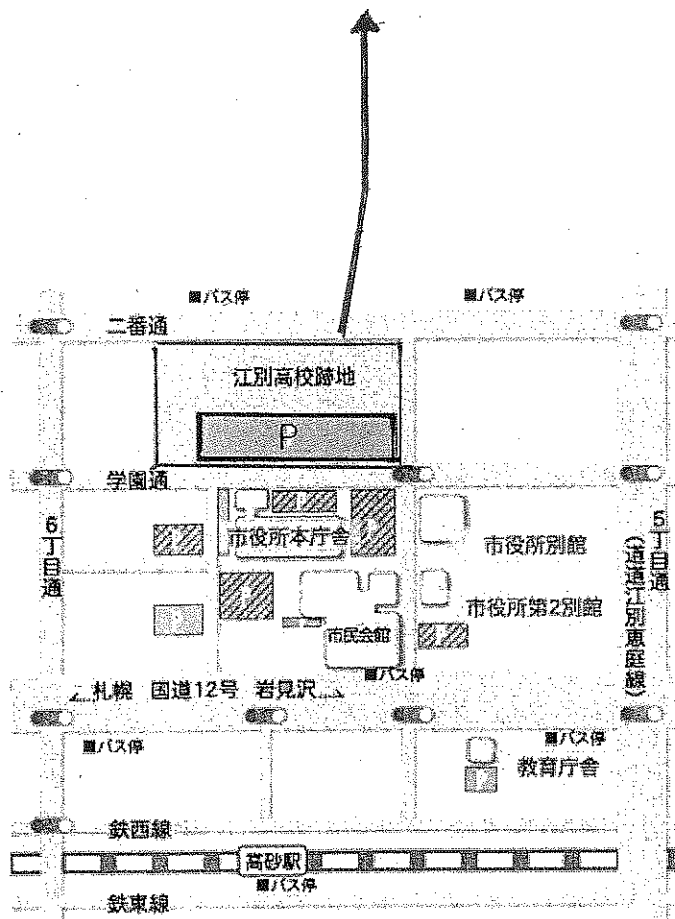 ■バス停
■バス停
二番通
江別高校跡地
P
学園通
6丁目通
市役所本庁舎
市役所別館
5丁目通
(道道江別恵庭線)
市役所第2別館
市民会館
札幌 国道12号 岩見沢
■バス停
■バス停
■バス停
教育庁舎
鉄西線
高砂駅
■バス停
鉄東線